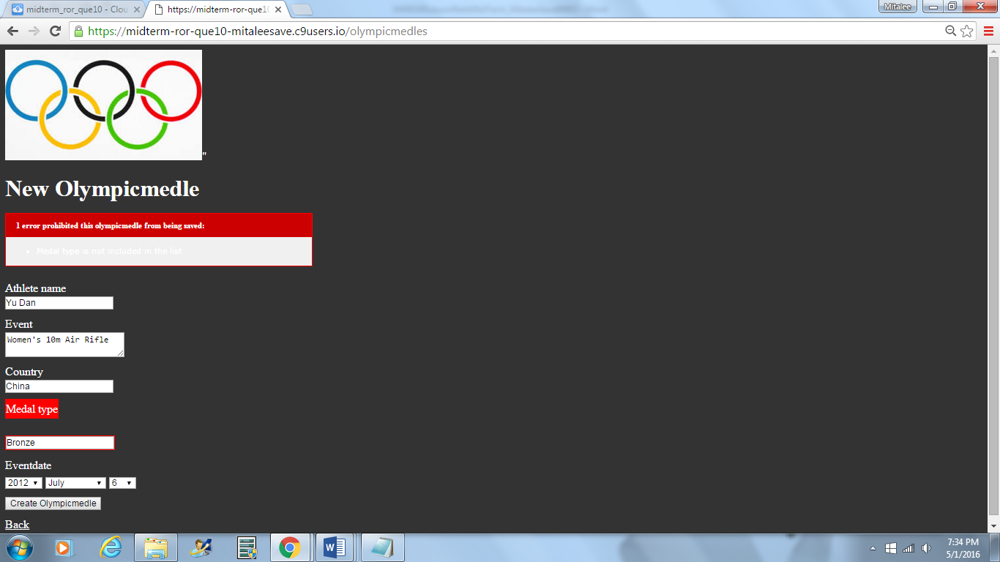 midterm_ror_que10 - Clou
https://midterm-ror-que10
Mitalee
https://midterm-ror-que10-mitaleesave.c9users.io/olympicmedles
"
New Olympicmedle
1 error prohibited this olympicmedle from being saved:
• Medal type is not included in the list
Athlete name
Yu Dan
Event
Women's 10m Air Rifle
Country
China
Medal type
Bronze
Eventdate
2012 July 6
Create Olympicmedle
Back
7:34 PM
5/1/2016